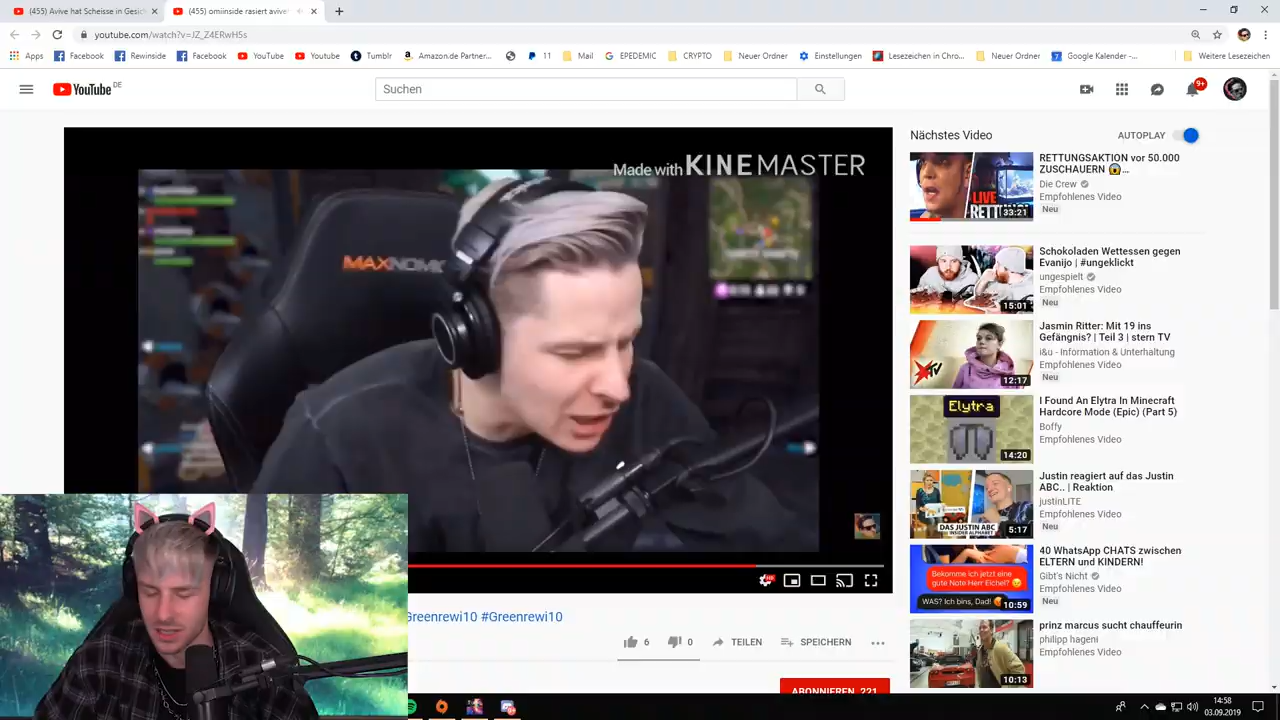 (455) Avive hat Scheisse in Gesich
(455) omiinside rasiert avive
youtube.com/watch?v=JZ_Z4ERwHSs
Apps
Facebook
Rewinside
Facebook
YouTube
Youtube
Tumblr
Amazon.de Partner...
11
Mail
EPEDEMIC
CRYPTO
Neuer Ordner
Einstellungen
Lesezeichen in Chro...
Neuer Ordner
Google Kalender -...
Weitere Lesezeichen
YouTube DE
Suchen
9+
Made with KINEMASTER
MAX
Greenrewi10 #Greenrewi10
6
0
TEILEN
SPEICHERN
ABONNIEREN 221
Nächstes Video
AUTOPLAY
LIVE
RETT
33:21
RETTUNGSAKTION vor 50.000
ZUSCHAUERN 😱...
Die Crew
Empfohlenes Video
Neu
15:01
Schokoladen Wettessen gegen
Evanijo | #ungeklickt
ungespielt
Empfohlenes Video
Neu
TV
12:17
Jasmin Ritter: Mit 19 ins
Gefängnis? | Teil 3 | stern TV
i&u - Information & Unterhaltung
Empfohlenes Video
Neu
Elytra
14:20
I Found An Elytra In Minecraft
Hardcore Mode (Epic) (Part 5)
Boffy
Empfohlenes Video
DAS JUSTIN ABC
5:17
Justin reagiert auf das Justin
ABC.. | Reaktion
justinLITE
Empfohlenes Video
Neu
Bekomme ich jetzt eine
gute Note Herr Eichel?
WAS? Ich bins, Dad!
10:59
40 WhatsApp CHATS zwischen
ELTERN und KINDERN!
Gibt's Nicht
Empfohlenes Video
Neu
10:13
prinz marcus sucht chauffeurin
philipp hageni
Empfohlenes Video
14:58
03.09.2019